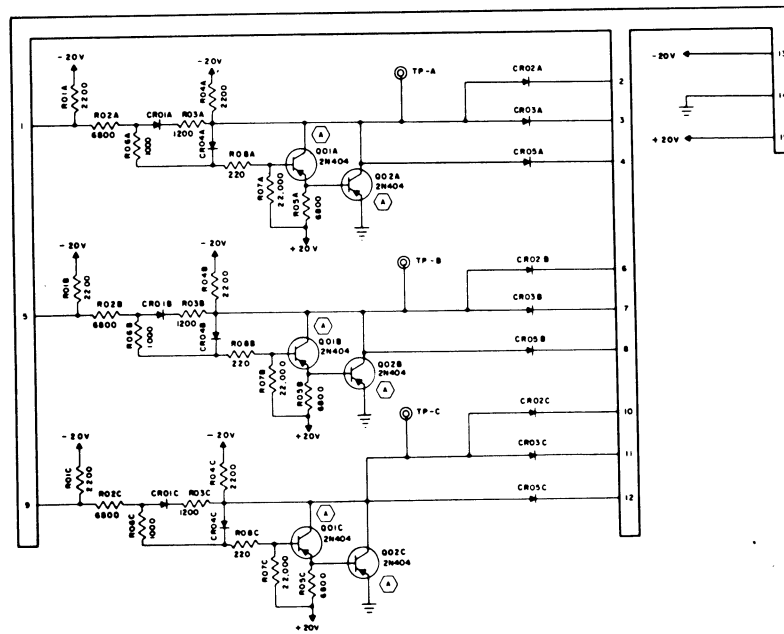 -20V
R01A
2200
1
R02A
6800
R06A
1000
CR01A
R03A
1200
-20V
R04A
2200
CR04A
R08A
220
R07A
22,000
A
Q01A
2N404
R05A
6800
+20V
Q02A
2N404
A
TP-A
CR02A
2
CR03A
3
CR05A
4
-20V
R01B
2200
5
R02B
6800
R06B
1000
CR01B
R03B
1200
-20V
R04B
2200
CR04B
R08B
220
R07B
22,000
A
Q01B
2N404
R05B
6800
+20V
Q02B
2N404
A
TP-B
CR02B
6
CR03B
7
CR05B
8
-20V
R01C
2200
9
R02C
6800
R06C
1000
CR01C
R03C
1200
-20V
R04C
2200
CR04C
R08C
220
R07C
22,000
A
Q01C
2N404
R05C
6800
+20V
Q02C
2N404
A
TP-C
CR02C
10
CR03C
11
CR05C
12
-20V
13
+20V